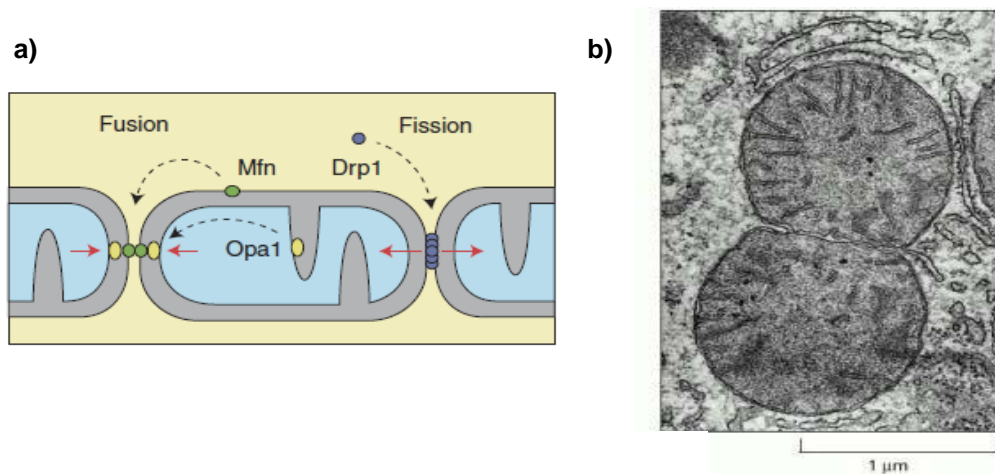 a)
b)
Fusion
Fission
Mfn
Drp1
Opa1
1 µm